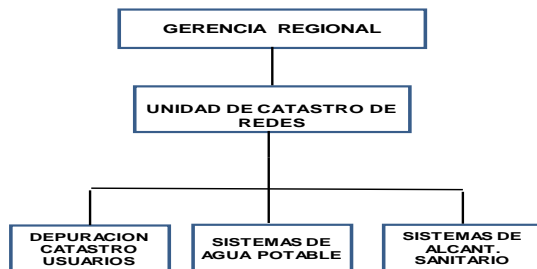 GERENCIA REGIONAL
UNIDAD DE CATASTRO DE
REDES
DEPURACION
CATASTRO
USUARIOS
SISTEMAS DE
AGUA POTABLE
SISTEMAS DE
ALCANT.
SANITARIO